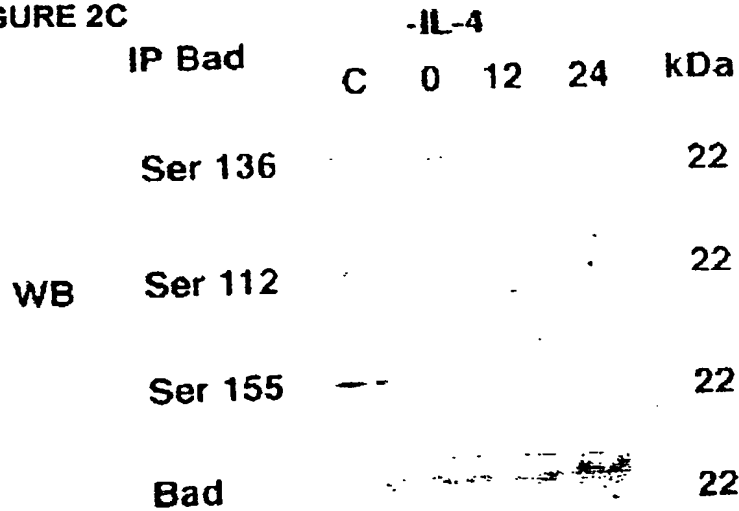 GURE 2C
-IL-4
IP Bad C 0 12 24 kDa
Ser 136 22
WB Ser 112 22
Ser 155 22
Bad 22